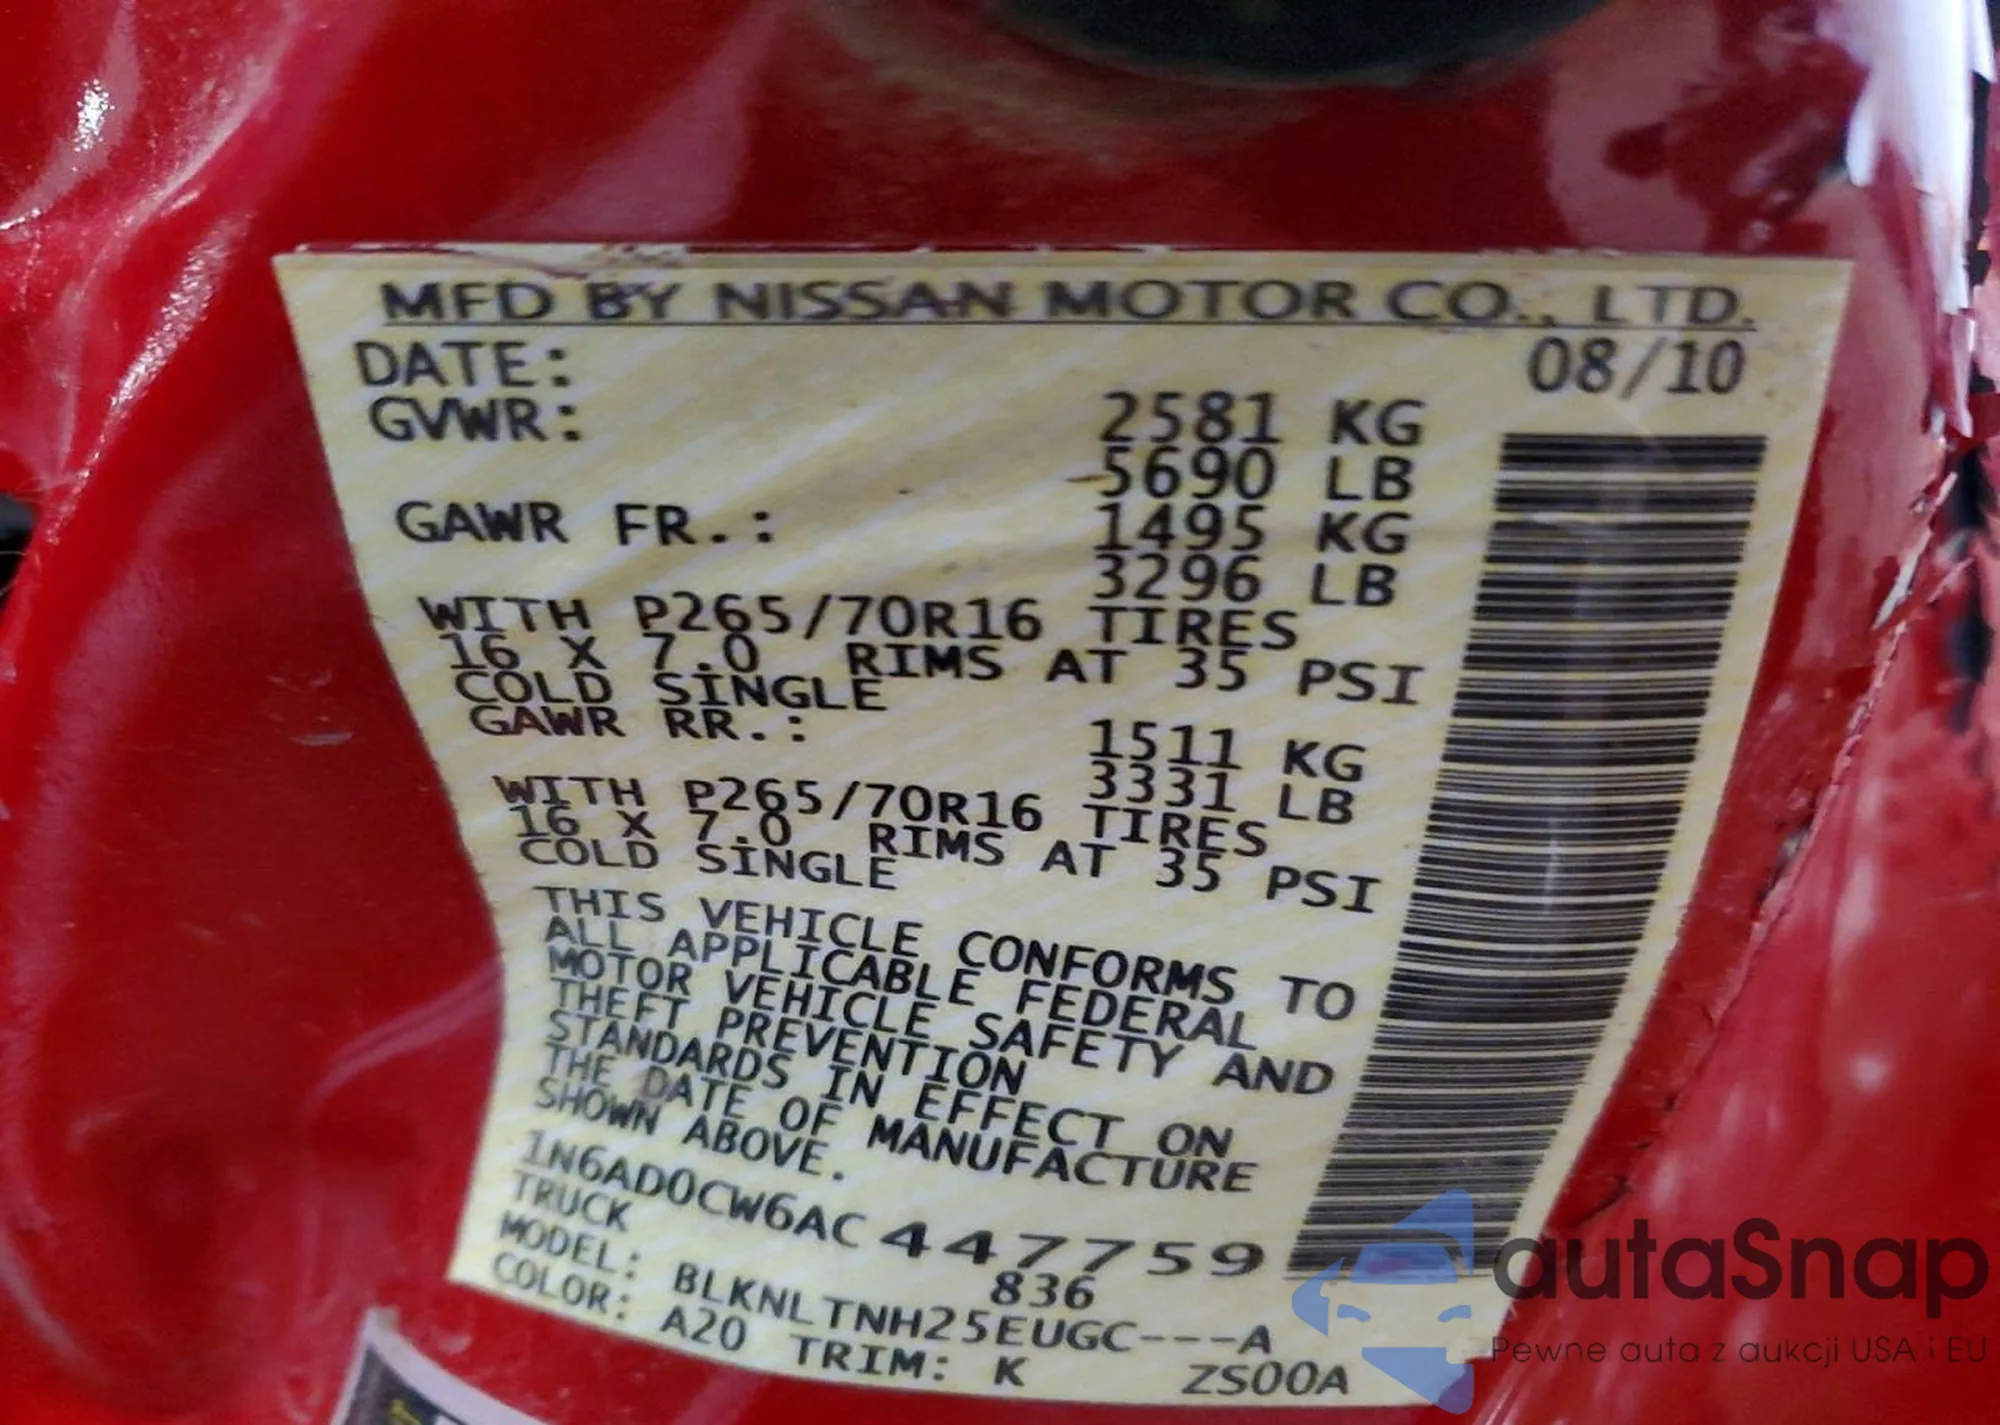 MFD BY NISSAN MOTOR CO., LTD.
DATE: 08/10
GVWR: 2581 KG
5690 LB
GAWR FR.: 1495 KG
3296 LB
WITH P265/70R16 TIRES
16 X 7.0 RIMS AT 35 PSI
COLD SINGLE
GAWR RR.: 1511 KG
3331 LB
WITH P265/70R16 TIRES
16 X 7.0 RIMS AT 35 PSI
COLD SINGLE
THIS VEHICLE CONFORMS TO
ALL APPLICABLE FEDERAL
MOTOR VEHICLE SAFETY AND
THEFT PREVENTION
STANDARDS IN EFFECT ON
THE DATE OF MANUFACTURE
SHOWN ABOVE.
1N6AD0CW6AC447759
TRUCK 836
MODEL: BLKNLTNH25EUGC---A
COLOR: A20 TRIM: K ZS00A
autaSnap
Pewne auta z aukcji USA i EU